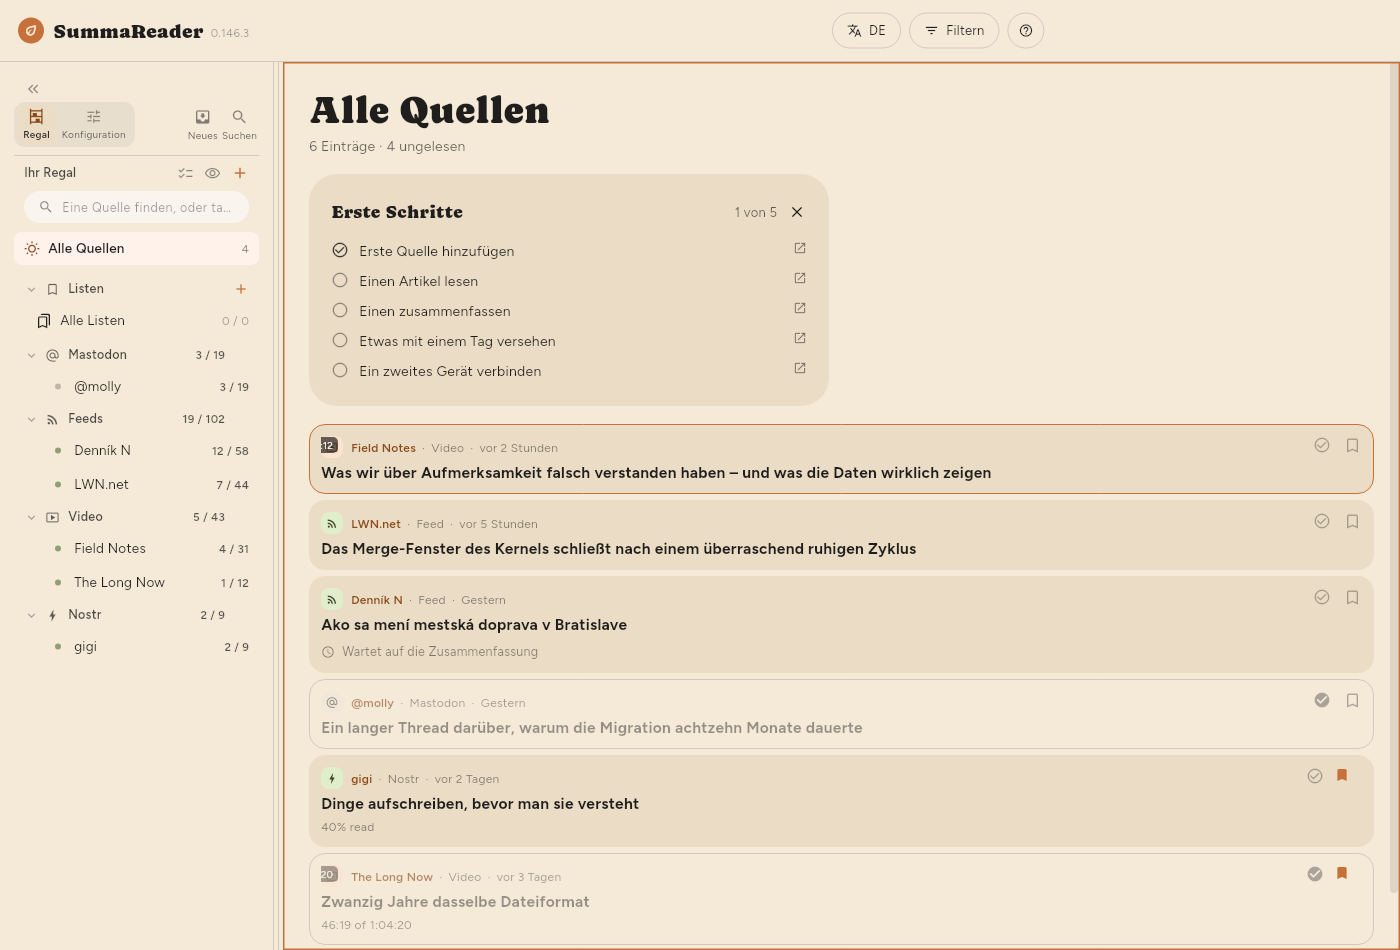 SummaReader 0.146.3
DE
Filtern
Regal
Konfiguration
Neues
Suchen
Ihr Regal
Eine Quelle finden, oder ta...
Alle Quellen 4
Listen
Alle Listen 0 / 0
Mastodon 3 / 19
@molly 3 / 19
Feeds 19 / 102
Denník N 12 / 58
LWN.net 7 / 44
Video 5 / 43
Field Notes 4 / 31
The Long Now 1 / 12
Nostr 2 / 9
gigi 2 / 9
Alle Quellen
6 Einträge · 4 ungelesen
Erste Schritte 1 von 5
Erste Quelle hinzufügen
Einen Artikel lesen
Einen zusammenfassen
Etwas mit einem Tag versehen
Ein zweites Gerät verbinden
:12 Field Notes · Video · vor 2 Stunden
Was wir über Aufmerksamkeit falsch verstanden haben – und was die Daten wirklich zeigen
LWN.net · Feed · vor 5 Stunden
Das Merge-Fenster des Kernels schließt nach einem überraschend ruhigen Zyklus
Denník N · Feed · Gestern
Ako sa mení mestská doprava v Bratislave
Wartet auf die Zusammenfassung
@molly · Mastodon · Gestern
Ein langer Thread darüber, warum die Migration achtzehn Monate dauerte
gigi · Nostr · vor 2 Tagen
Dinge aufschreiben, bevor man sie versteht
40% read
20 The Long Now · Video · vor 3 Tagen
Zwanzig Jahre dasselbe Dateiformat
46:19 of 1:04:20